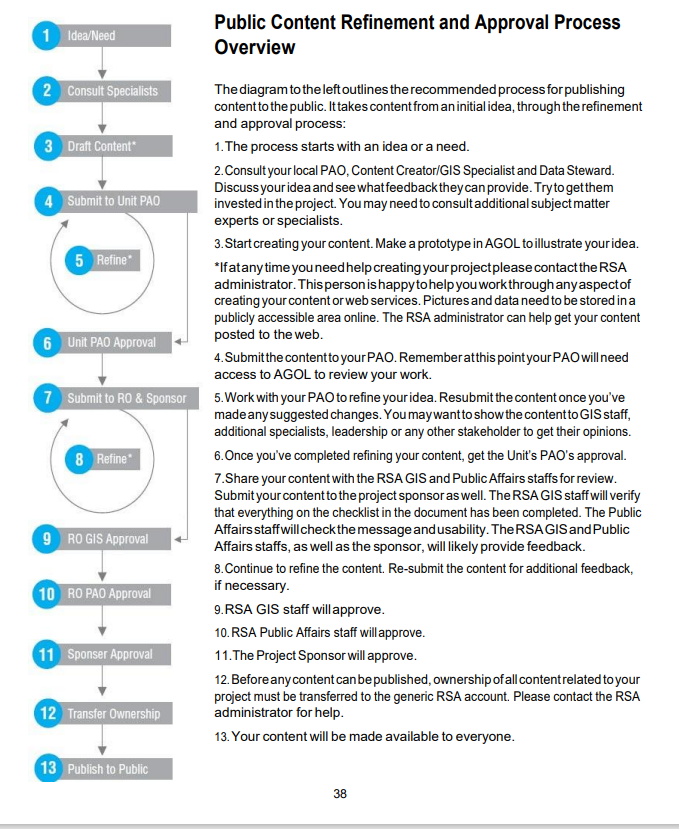 Public Content Refinement and Approval Process
Overview
1 Idea/Need
2 Consult Specialists
3 Draft Content*
4 Submit to Unit PAO
5 Refine*
6 Unit PAO Approval
7 Submit to RO & Sponsor
8 Refine*
9 RO GIS Approval
10 RO PAO Approval
11 Sponser Approval
12 Transfer Ownership
13 Publish to Public
The diagram to the left outlines the recommended process for publishing
content to the public. It takes content from an initial idea, through the refinement
and approval process:
1. The process starts with an idea or a need.
2. Consult your local PAO, Content Creator/GIS Specialist and Data Steward.
Discuss your idea and see what feedback they can provide. Try to get them
invested in the project. You may need to consult additional subject matter
experts or specialists.
3. Start creating your content. Make a prototype in AGOL to illustrate your idea.
*If at any time you need help creating your project please contact the RSA
administrator. This person is happy to help you work through any aspect of
creating your content or web services. Pictures and data need to be stored in a
publicly accessible area online. The RSA administrator can help get your content
posted to the web.
4. Submit the content to your PAO. Remember at this point your PAO will need
access to AGOL to review your work.
5. Work with your PAO to refine your idea. Resubmit the content once you've
made any suggested changes. You may want to show the content to GIS staff,
additional specialists, leadership or any other stakeholder to get their opinions.
6. Once you've completed refining your content, get the Unit's PAO's approval.
7. Share your content with the RSA GIS and Public Affairs staffs for review.
Submit your content to the project sponsor as well. The RSA GIS staff will verify
that everything on the checklist in the document has been completed. The Public
Affairs staff will check the message and usability. The RSA GIS and Public
Affairs staffs, as well as the sponsor, will likely provide feedback.
8. Continue to refine the content. Re-submit the content for additional feedback,
if necessary.
9. RSA GIS staff will approve.
10. RSA Public Affairs staff will approve.
11. The Project Sponsor will approve.
12. Before any content can be published, ownership of all content related to your
project must be transferred to the generic RSA account. Please contact the RSA
administrator for help.
13. Your content will be made available to everyone.
38